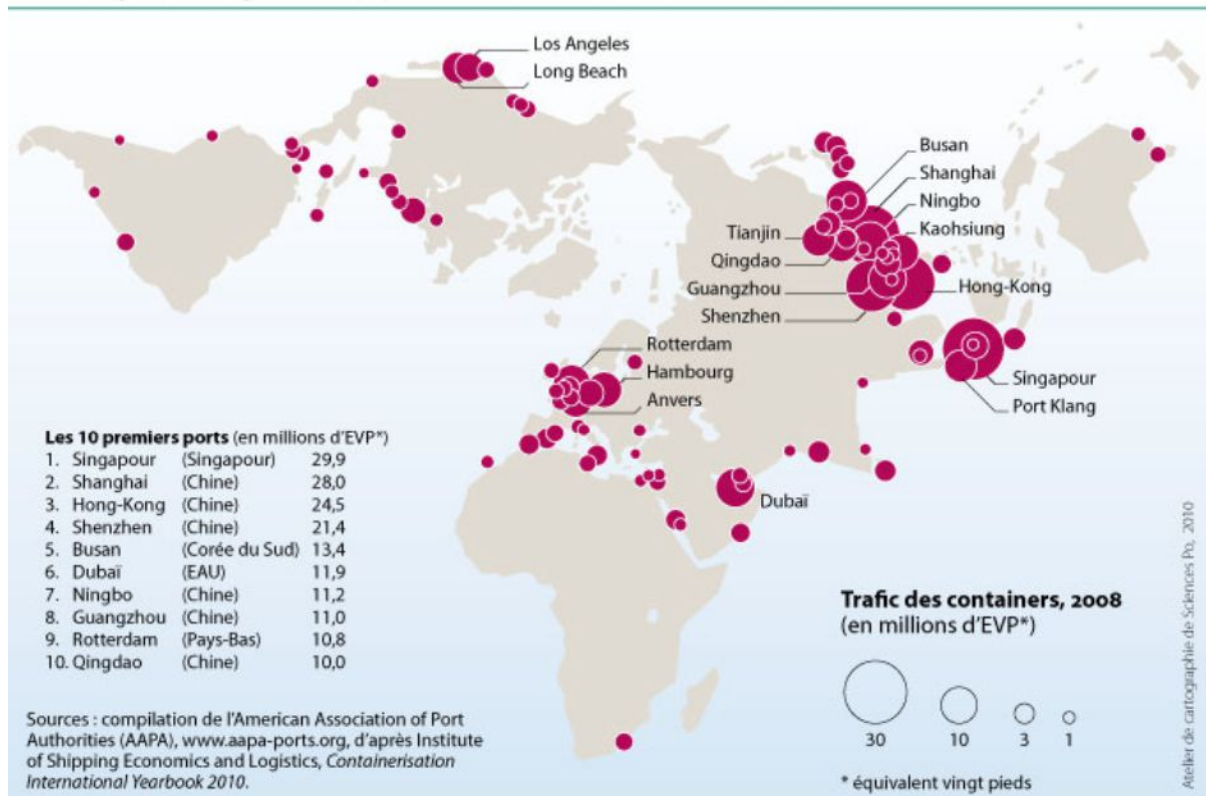 Los Angeles
Long Beach
Busan
Shanghai
Ningbo
Kaohsiung
Tianjin
Qingdao
Guangzhou
Hong-Kong
Shenzhen
Rotterdam
Hambourg
Anvers
Singapour
Port Klang
Dubaï
Les 10 premiers ports (en millions d'EVP*)
1. Singapour (Singapour) 29,9
2. Shanghai (Chine) 28,0
3. Hong-Kong (Chine) 24,5
4. Shenzhen (Chine) 21,4
5. Busan (Corée du Sud) 13,4
6. Dubaï (EAU) 11,9
7. Ningbo (Chine) 11,2
8. Guangzhou (Chine) 11,0
9. Rotterdam (Pays-Bas) 10,8
10. Qingdao (Chine) 10,0
Sources : compilation de l'American Association of Port
Authorities (AAPA), www.aapa-ports.org, d'après Institute
of Shipping Economics and Logistics, Containerisation
International Yearbook 2010.
Trafic des containers, 2008
(en millions d'EVP*)
30 10 3 1
* équivalent vingt pieds
Atelier de cartographie de Sciences Po, 2010